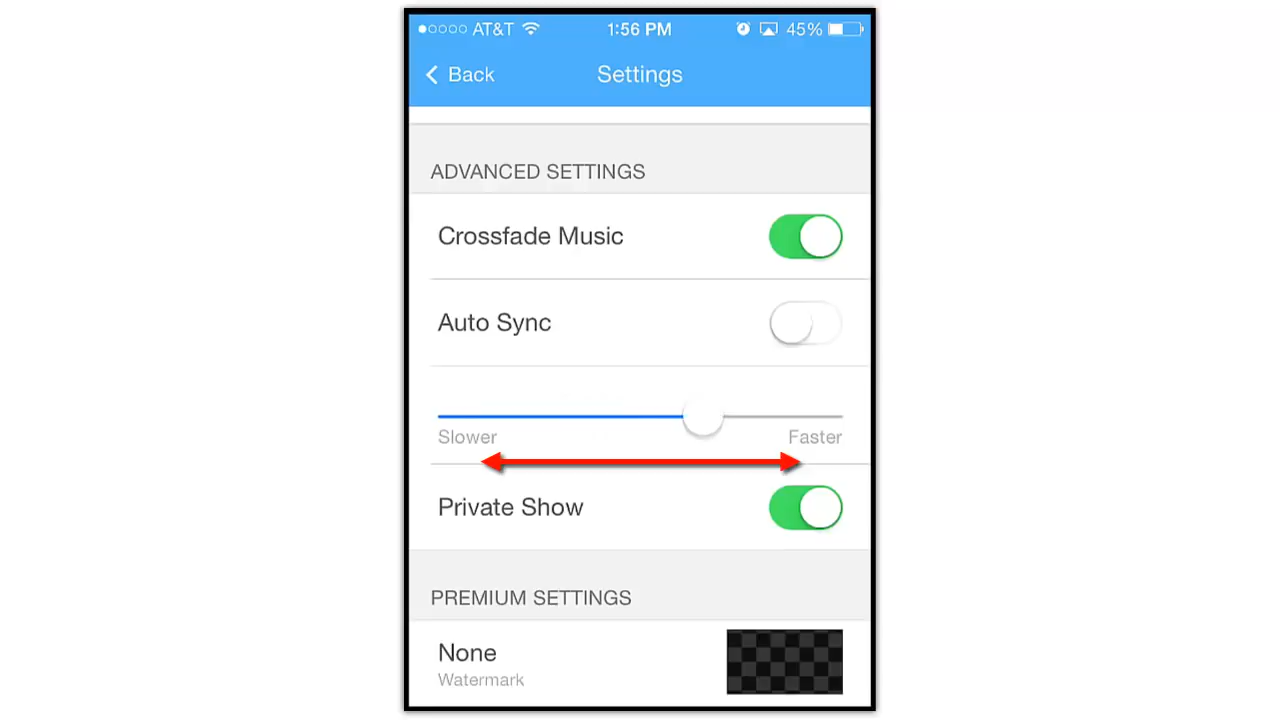 AT&T 1:56 PM 45%
Back Settings
ADVANCED SETTINGS
Crossfade Music
Auto Sync
Slower Faster
Private Show
PREMIUM SETTINGS
None
Watermark